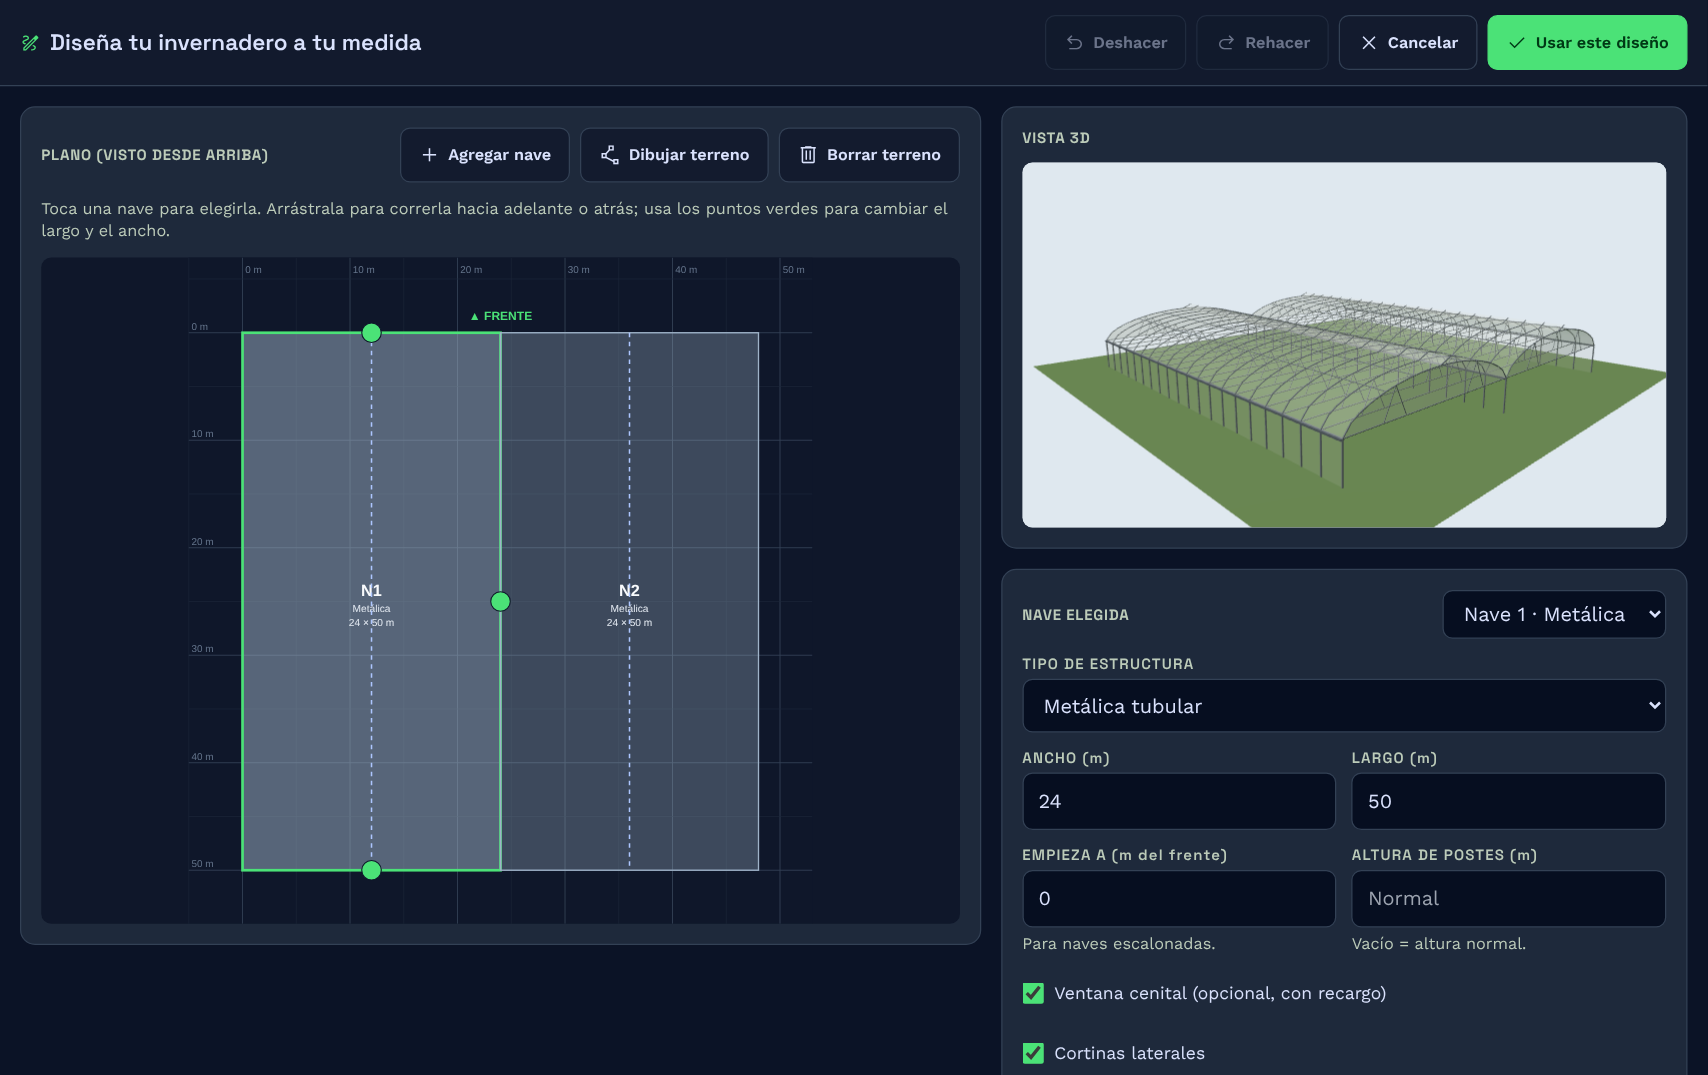 Diseña tu invernadero a tu medida
Deshacer
Rehacer
Cancelar
Usar este diseño
PLANO (VISTO DESDE ARRIBA)
Agregar nave
Dibujar terreno
Borrar terreno
Toca una nave para elegirla. Arrástrala para correrla hacia adelante o atrás; usa los puntos verdes para cambiar el
largo y el ancho.
0 m
10 m
20 m
30 m
40 m
50 m
▲ FRENTE
0 m
10 m
20 m
30 m
40 m
50 m
N1
Metálica
24 × 50 m
N2
Metálica
24 × 50 m
VISTA 3D
NAVE ELEGIDA
Nave 1 · Metálica
TIPO DE ESTRUCTURA
Metálica tubular
ANCHO (m)
LARGO (m)
24
50
EMPIEZA A (m del frente)
ALTURA DE POSTES (m)
0
Normal
Para naves escalonadas.
Vacío = altura normal.
Ventana cenital (opcional, con recargo)
Cortinas laterales